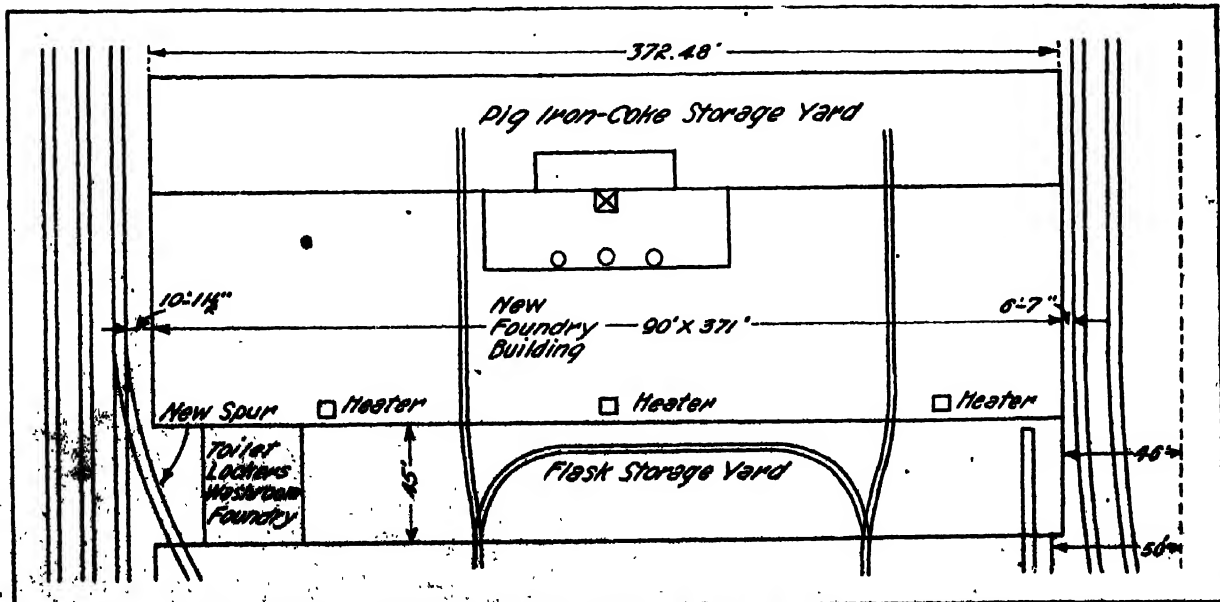 372.48'
Pig Iron-Coke Storage Yard
10'-1½"
New
Foundry
Building
90' X 371'
6'-7"
New Spur
Heater
Heater
Heater
Toilet
Lockers
Washroom
Foundry
45'
Flask Storage Yard
46'
50'